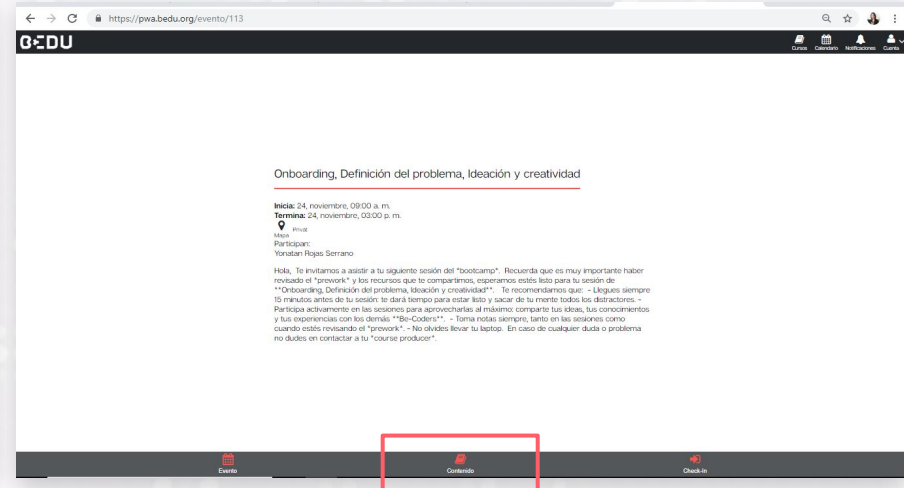 https://pwa.bedu.org/evento/113
BEDU
Cursos Calendario Notificaciones Cuenta
Onboarding, Definición del problema, Ideación y creatividad
Inicia: 24, noviembre, 09:00 a. m.
Termina: 24, noviembre, 03:00 p. m.
Privat
Mapa
Participan:
Yonatan Rojas Serrano
Hola, Te invitamos a asistir a tu siguiente sesión del *bootcamp*. Recuerda que es muy importante haber
revisado el *prework* y los recursos que te compartimos, esperamos estés listo para tu sesión de
**Onboarding, Definición del problema, Ideación y creatividad**. Te recomendamos que: - Llegues siempre
15 minutos antes de tu sesión: te dará tiempo para estar listo y sacar de tu mente todos los distractores. -
Participa activamente en las sesiones para aprovecharlas al máximo: comparte tus ideas, tus conocimientos
y tus experiencias con los demás **Be-Coders**. - Toma notas siempre, tanto en las sesiones como
cuando estés revisando el *prework*. - No olvides llevar tu laptop. En caso de cualquier duda o problema
no dudes en contactar a tu *course producer*.
Evento Contenido Check-in